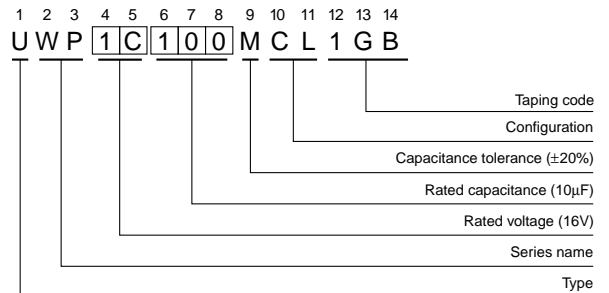 1 2 3 4 5 6 7 8 9 10 11 12 13 14
U W P 1 C 1 0 0 M C L 1 G B
Taping code
Configuration
Capacitance tolerance (±20%)
Rated capacitance (10µF)
Rated voltage (16V)
Series name
Type